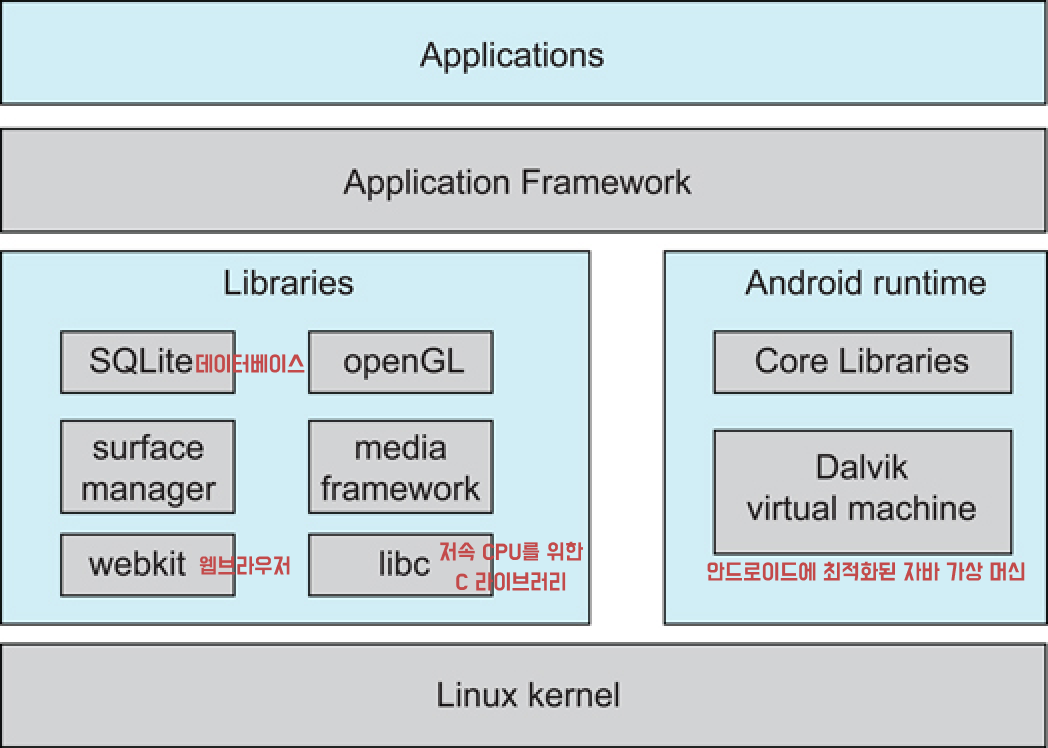 Applications
Application Framework
Libraries
SQLite
데이터베이스
openGL
surface
manager
media
framework
webkit
웹브라우저
libc
저속 CPU를 위한
C 라이브러리
Android runtime
Core Libraries
Dalvik
virtual machine
안드로이드에 최적화된 자바 가상 머신
Linux kernel